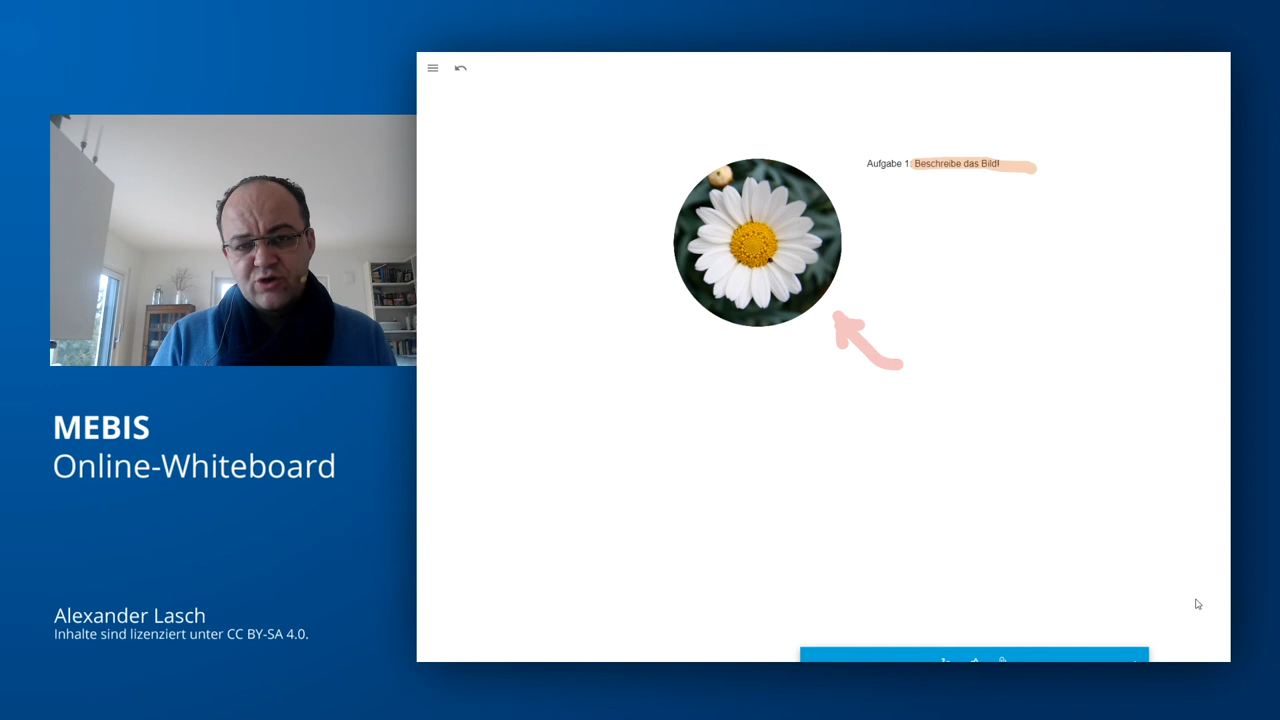 Aufgabe 1: Beschreibe das Bild!
MEBIS
Online-Whiteboard
Alexander Lasch
Inhalte sind lizenziert unter CC BY-SA 4.0.